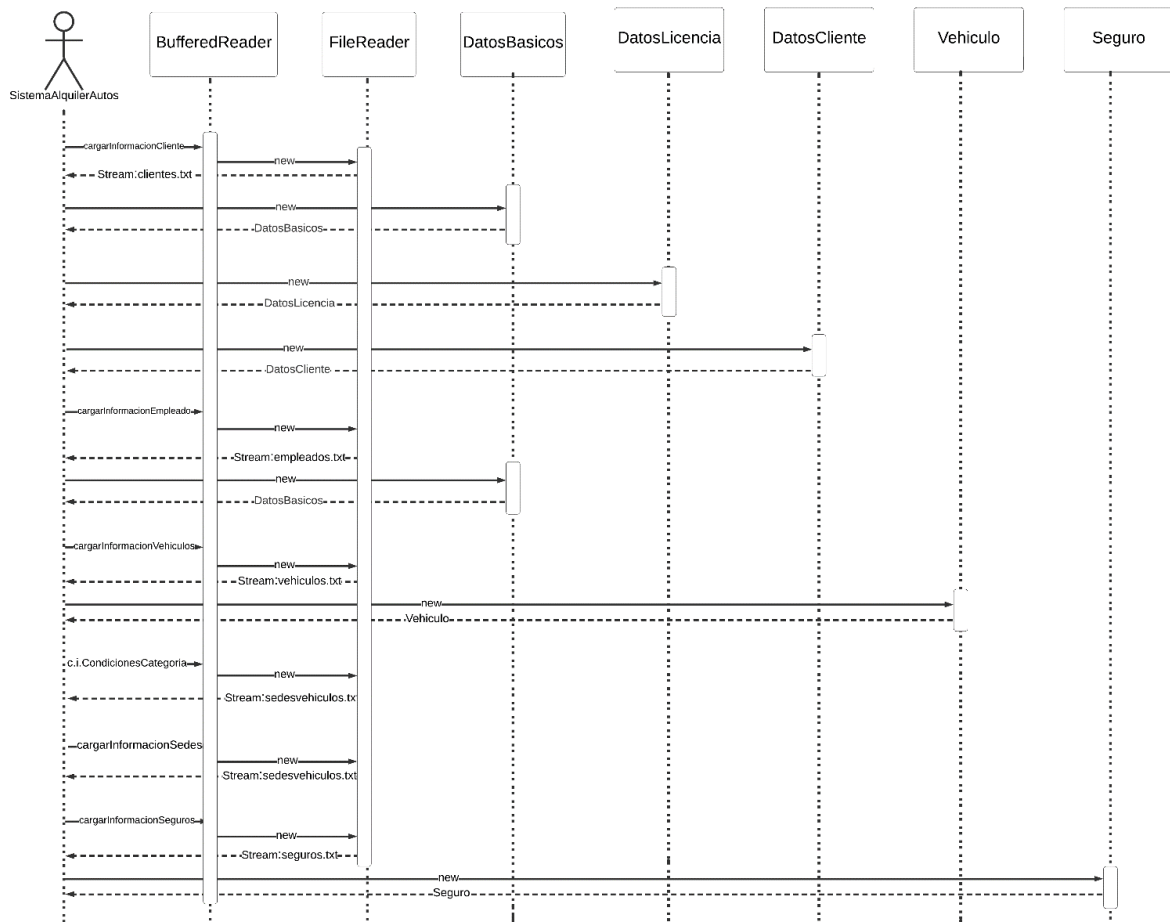 BufferedReader
FileReader
DatosBasicos
DatosLicencia
DatosCliente
Vehiculo
Seguro
SistemaAlquilerAutos
cargarInformacionCliente
new
Stream:clientes.txt
new
DatosBasicos
new
DatosLicencia
new
DatosCliente
cargarInformacionEmpleado
new
Stream:empleados.txt
new
DatosBasicos
cargarInformacionVehiculos
new
Stream:vehiculos.txt
new
Vehiculo
c.i.CondicionesCategoria
new
Stream:sedesvehiculos.txt
cargarInformacionSedes
new
Stream:sedesvehiculos.txt
cargarInformacionSeguros
new
Stream:seguros.txt
new
Seguro